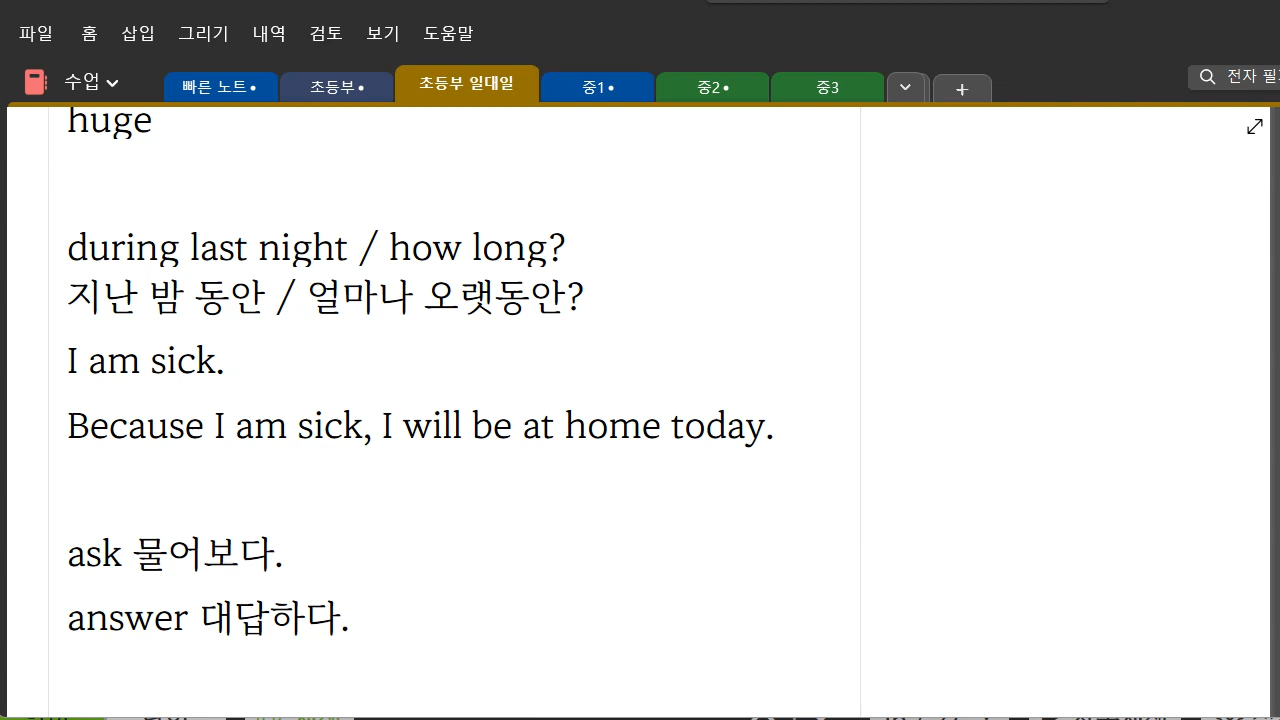 파일 홈 삽입 그리기 내역 검토 보기 도움말
수업 빠른 노트• 초등부• 초등부 일대일 중1• 중2• 중3 + 전자
huge
during last night / how long?
지난 밤 동안 / 얼마나 오랫동안?
I am sick.
Because I am sick, I will be at home today.
ask 물어보다.
answer 대답하다.